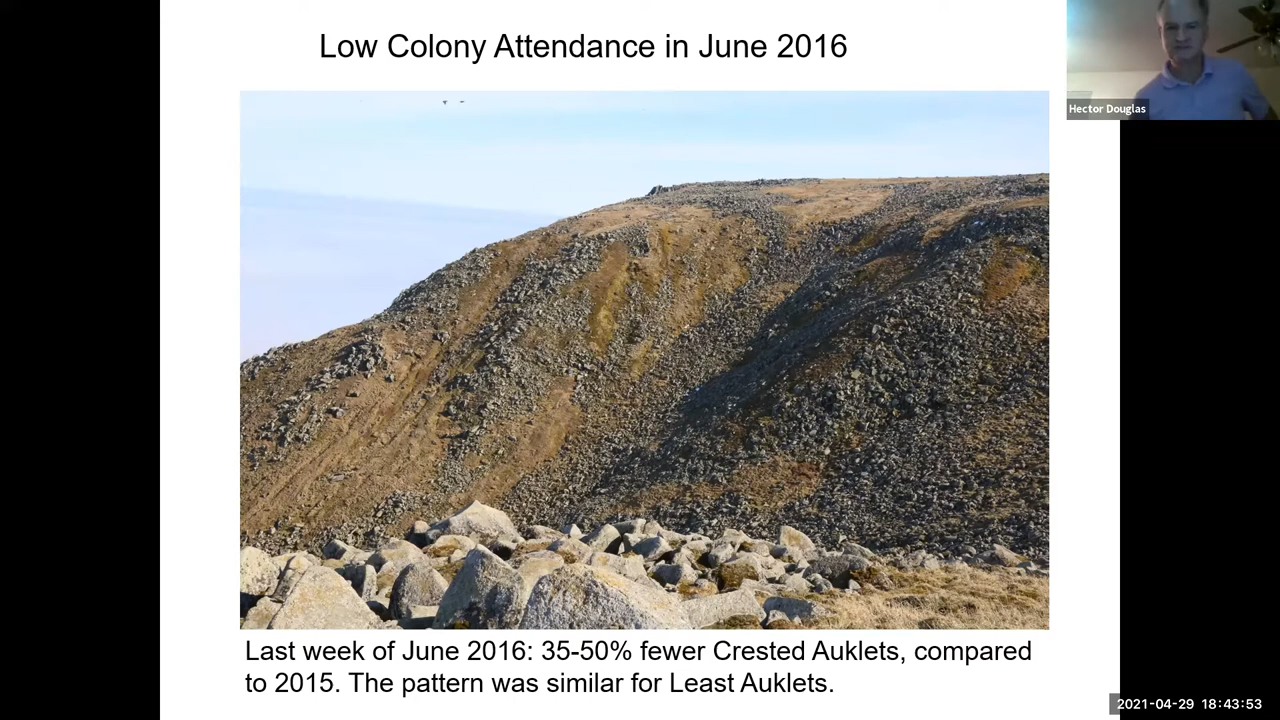 Low Colony Attendance in June 2016
Hector Douglas
Last week of June 2016: 35-50% fewer Crested Auklets, compared
to 2015. The pattern was similar for Least Auklets.
2021-04-29 18:43:53